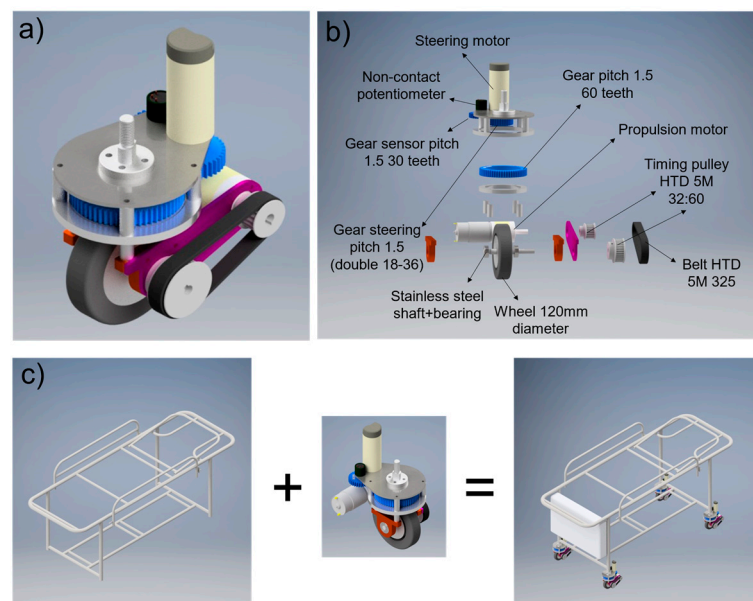 a)
b)
Steering motor
Non-contact
potentiometer
Gear pitch 1.5
60 teeth
Gear sensor pitch
1.5 30 teeth
Propulsion motor
Timing pulley
HTD 5M
32:60
Gear steering
pitch 1.5
(double 18-36)
Belt HTD
5M 325
Stainless steel
shaft+bearing
Wheel 120mm
diameter
c)
+
=